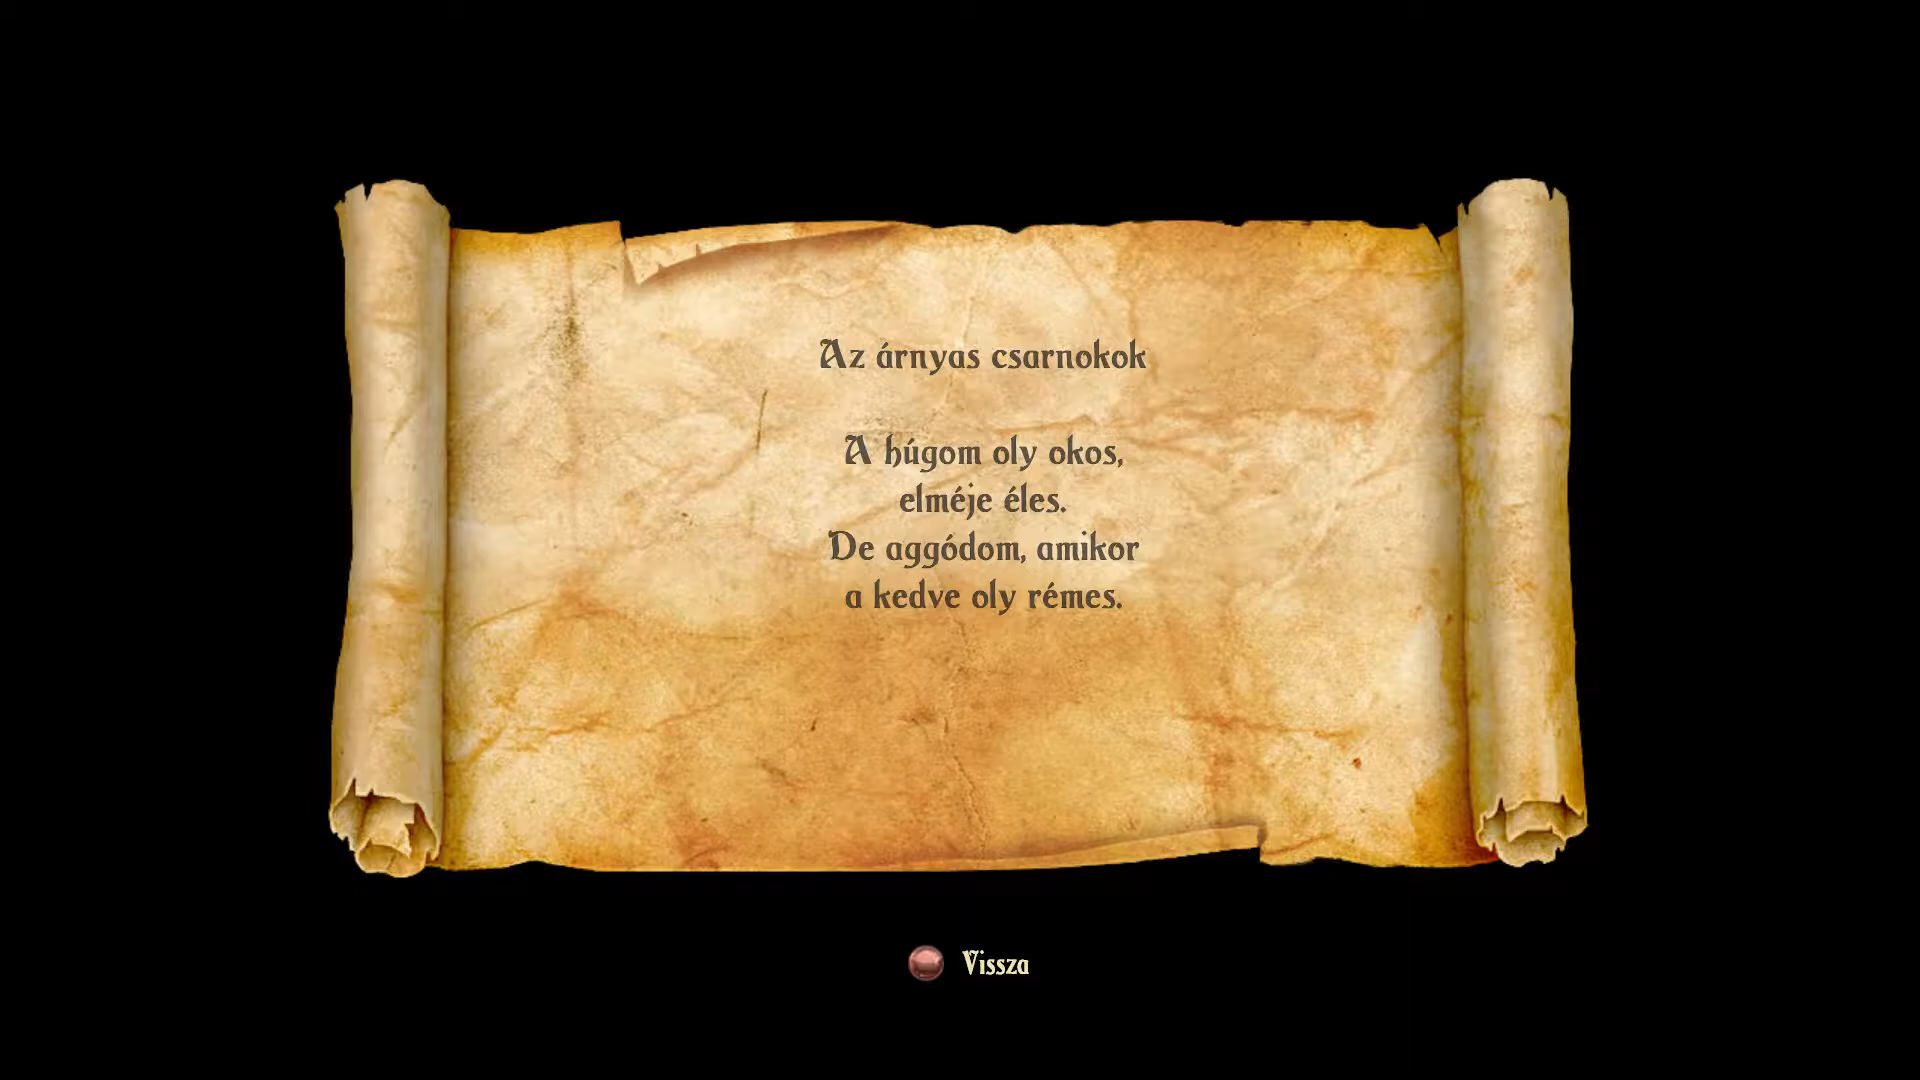 Az árnyas csarnokok
A húgom oly okos,
elméje éles.
De aggódom, amikor
a kedve oly rémes.
Vissza